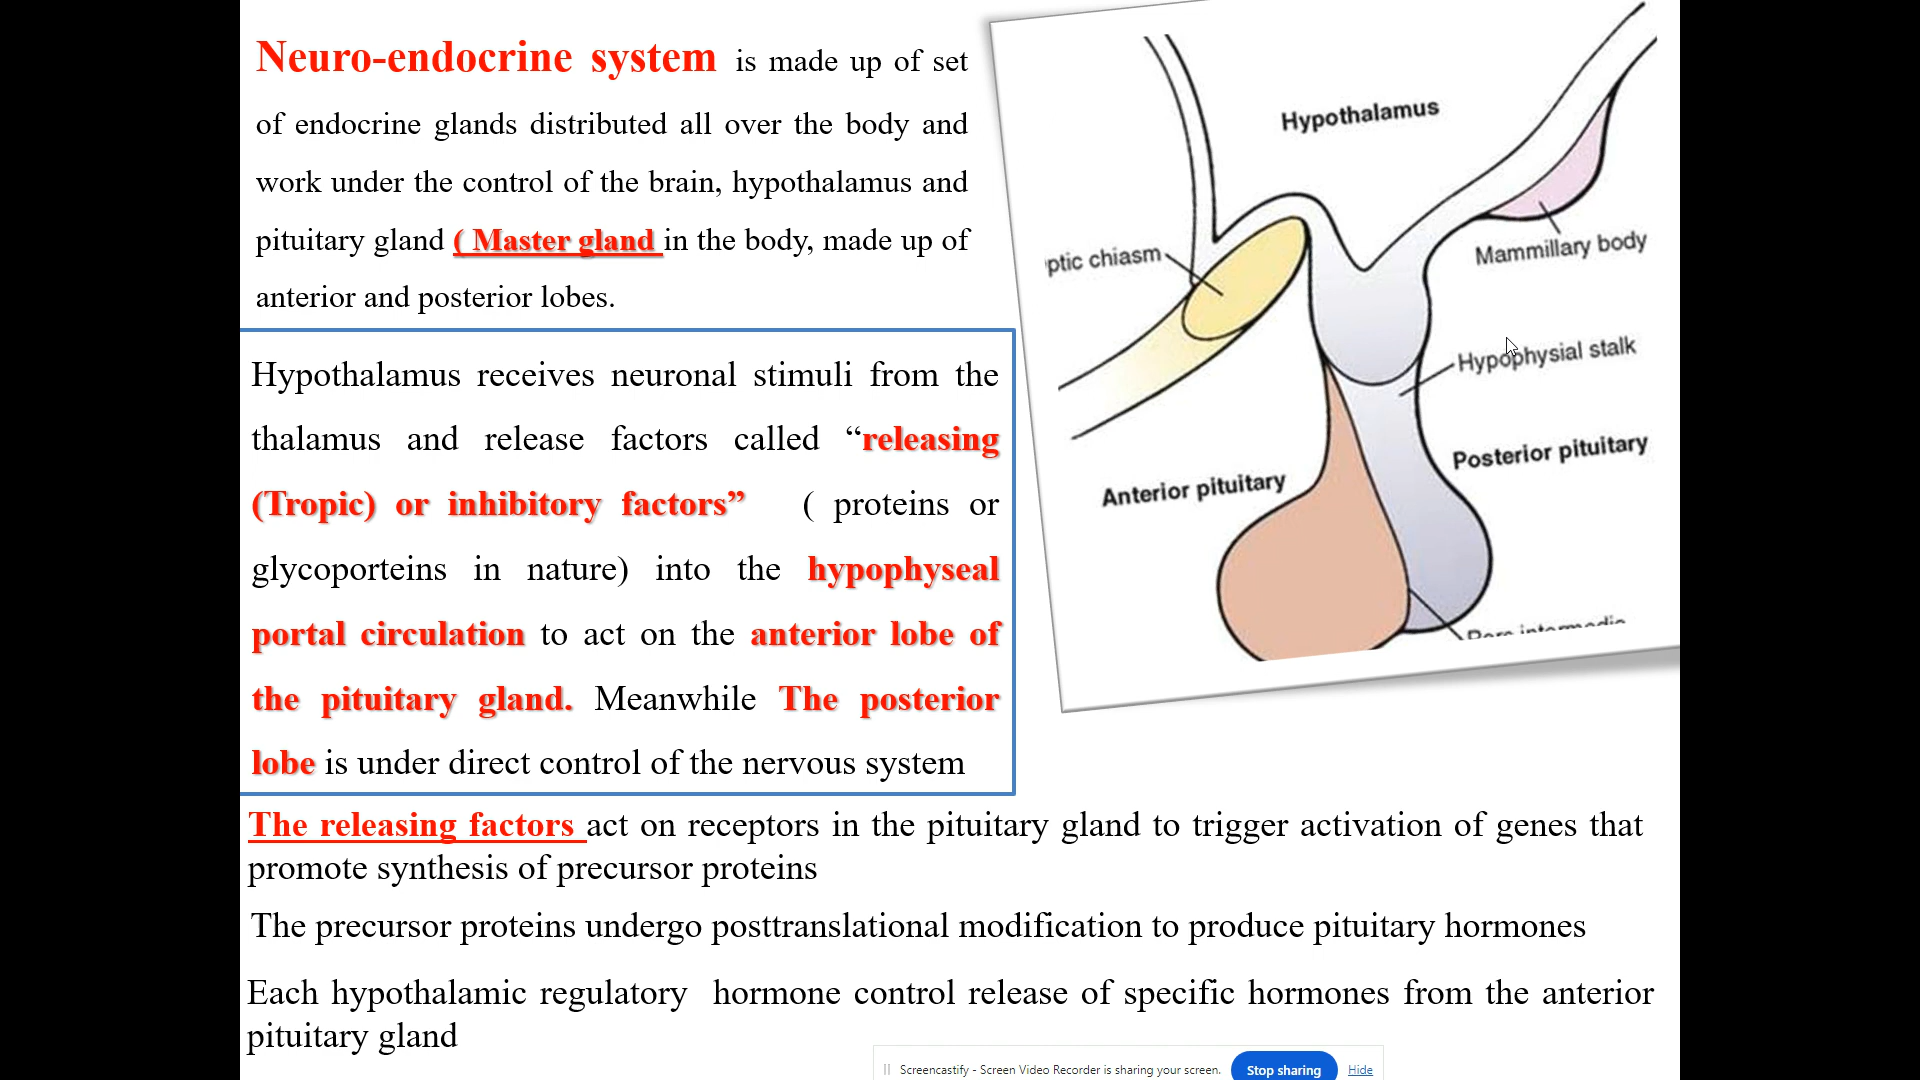 Neuro-endocrine system is made up of set
of endocrine glands distributed all over the body and
work under the control of the brain, hypothalamus and
pituitary gland ( Master gland in the body, made up of
anterior and posterior lobes.
Hypothalamus receives neuronal stimuli from the
thalamus and release factors called “releasing
(Tropic) or inhibitory factors” ( proteins or
glycoporteins in nature) into the hypophyseal
portal circulation to act on the anterior lobe of
the pituitary gland. Meanwhile The posterior
lobe is under direct control of the nervous system
The releasing factors act on receptors in the pituitary gland to trigger activation of genes that
promote synthesis of precursor proteins
The precursor proteins undergo posttranslational modification to produce pituitary hormones
Each hypothalamic regulatory hormone control release of specific hormones from the anterior
pituitary gland
Hypothalamus
ptic chiasm
Mammillary body
Hypophysial stalk
Posterior pituitary
Anterior pituitary
Screencastify - Screen Video Recorder is sharing your screen.
Stop sharing
Hide